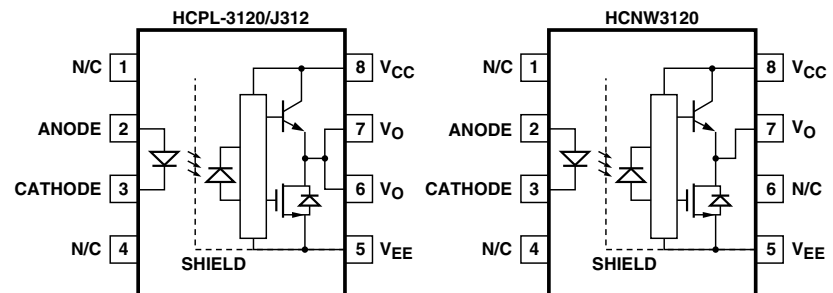 HCPL-3120/J312
N/C 1
8 VCC
ANODE 2
7 VO
CATHODE 3
6 VO
N/C 4
5 VEE
SHIELD
HCNW3120
N/C 1
8 VCC
ANODE 2
7 VO
CATHODE 3
6 N/C
N/C 4
5 VEE
SHIELD